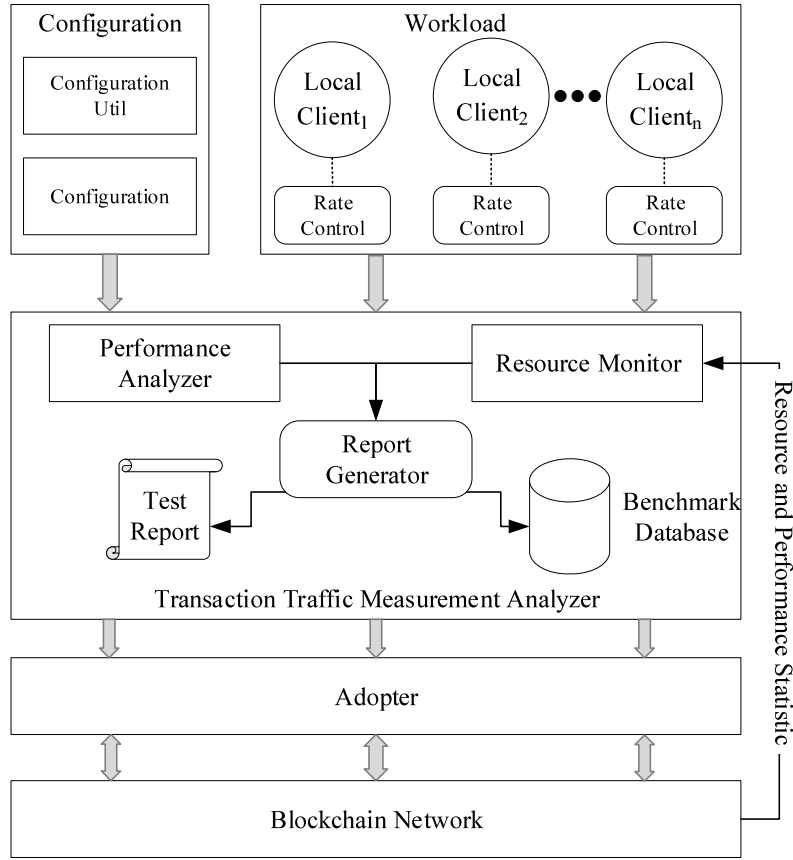 Configuration
Configuration
Util
Configuration
Workload
Local
Client1
Local
Client2
Local
Clientn
Rate
Control
Rate
Control
Rate
Control
Performance
Analyzer
Resource Monitor
Report
Generator
Test
Report
Benchmark
Database
Transaction Traffic Measurement Analyzer
Resource and Performance Statistic
Adopter
Blockchain Network